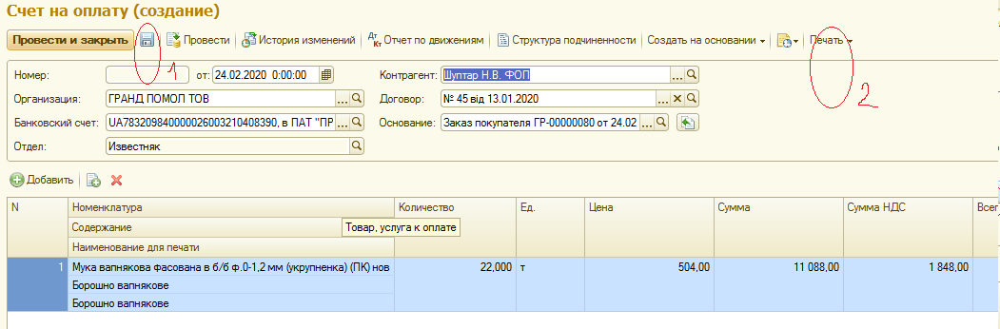 Счет на оплату (создание)
Провести и закрыть Провести История изменений Дт Кт Отчет по движениям Структура подчиненности Создать на основании Печать
1
2
Номер: от: 24.02.2020 0:00:00 Контрагент: Шуптар Н.В. ФОП
Организация: ГРАНД ПОМОЛ ТОВ Договор: № 45 від 13.01.2020
Банковский счет: UA783209840000026003210408390, в ПАТ "ПР Основание: Заказ покупателя ГР-00000080 от 24.02
Отдел: Известняк
Добавить
N Номенклатура Количество Ед. Цена Сумма Сумма НДС Всег
Содержание Товар, услуга к оплате
Наименование для печати
1 Мука вапнякова фасована в б/б ф.0-1,2 мм (укрупненка) (ПК) нов 22,000 т 504,00 11 088,00 1 848,00
Борошно вапнякове
Борошно вапнякове